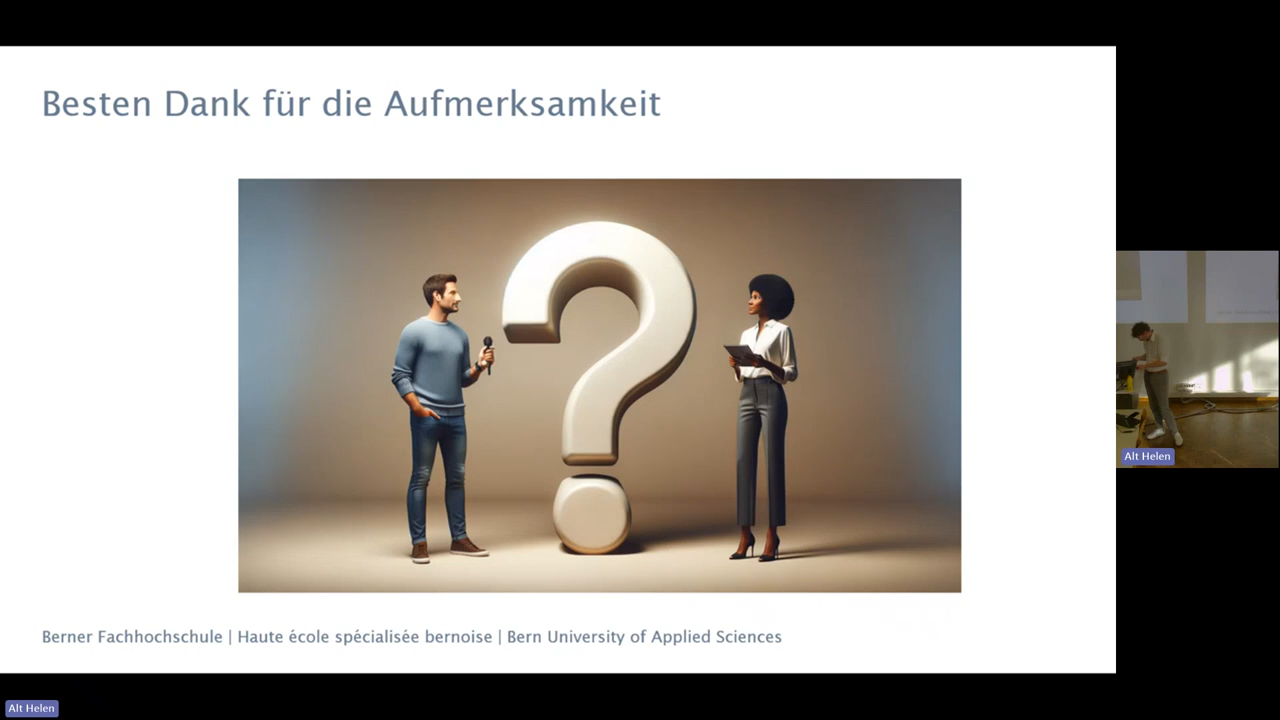 Besten Dank für die Aufmerksamkeit
Berner Fachhochschule | Haute école spécialisée bernoise | Bern University of Applied Sciences
Alt Helen
Alt Helen